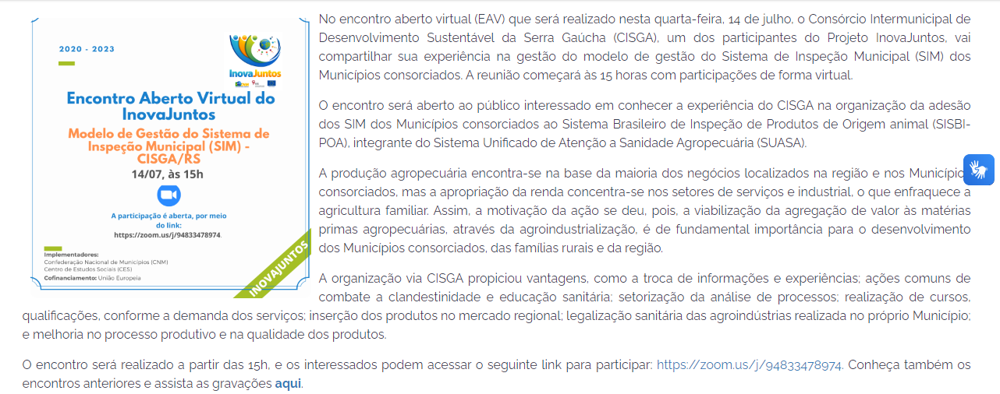 2020 - 2023
InovaJuntos
Encontro Aberto Virtual do
InovaJuntos
Modelo de Gestão do Sistema de
Inspeção Municipal (SIM) -
CISGA/RS
14/07, às 15h
A participação é aberta, por meio
do link:
https://zoom.us/j/94833478974.
Implementadores:
Confederação Nacional de Municípios (CNM)
Centro de Estudos Sociais (CES)
Cofinanciamento: União Europeia
INOVAJUNTOS
No encontro aberto virtual (EAV) que será realizado nesta quarta-feira, 14 de julho, o Consórcio Intermunicipal de
Desenvolvimento Sustentável da Serra Gaúcha (CISGA), um dos participantes do Projeto InovaJuntos, vai
compartilhar sua experiência na gestão do modelo de gestão do Sistema de Inspeção Municipal (SIM) dos
Municípios consorciados. A reunião começará às 15 horas com participações de forma virtual.
O encontro será aberto ao público interessado em conhecer a experiência do CISGA na organização da adesão
dos SIM dos Municípios consorciados ao Sistema Brasileiro de Inspeção de Produtos de Origem animal (SISBI-
POA), integrante do Sistema Unificado de Atenção a Sanidade Agropecuária (SUASA).
A produção agropecuária encontra-se na base da maioria dos negócios localizados na região e nos Município
consorciados, mas a apropriação da renda concentra-se nos setores de serviços e industrial, o que enfraquece a
agricultura familiar. Assim, a motivação da ação se deu, pois, a viabilização da agregação de valor às matérias
primas agropecuárias, através da agroindustrialização, é de fundamental importância para o desenvolvimento
dos Municípios consorciados, das famílias rurais e da região.
A organização via CISGA propiciou vantagens, como a troca de informações e experiências; ações comuns de
combate a clandestinidade e educação sanitária; setorização da análise de processos; realização de cursos,
qualificações, conforme a demanda dos serviços; inserção dos produtos no mercado regional; legalização sanitária das agroindústrias realizada no próprio Município;
e melhoria no processo produtivo e na qualidade dos produtos.
O encontro será realizado a partir das 15h, e os interessados podem acessar o seguinte link para participar: https://zoom.us/j/94833478974. Conheça também os
encontros anteriores e assista as gravações aqui.